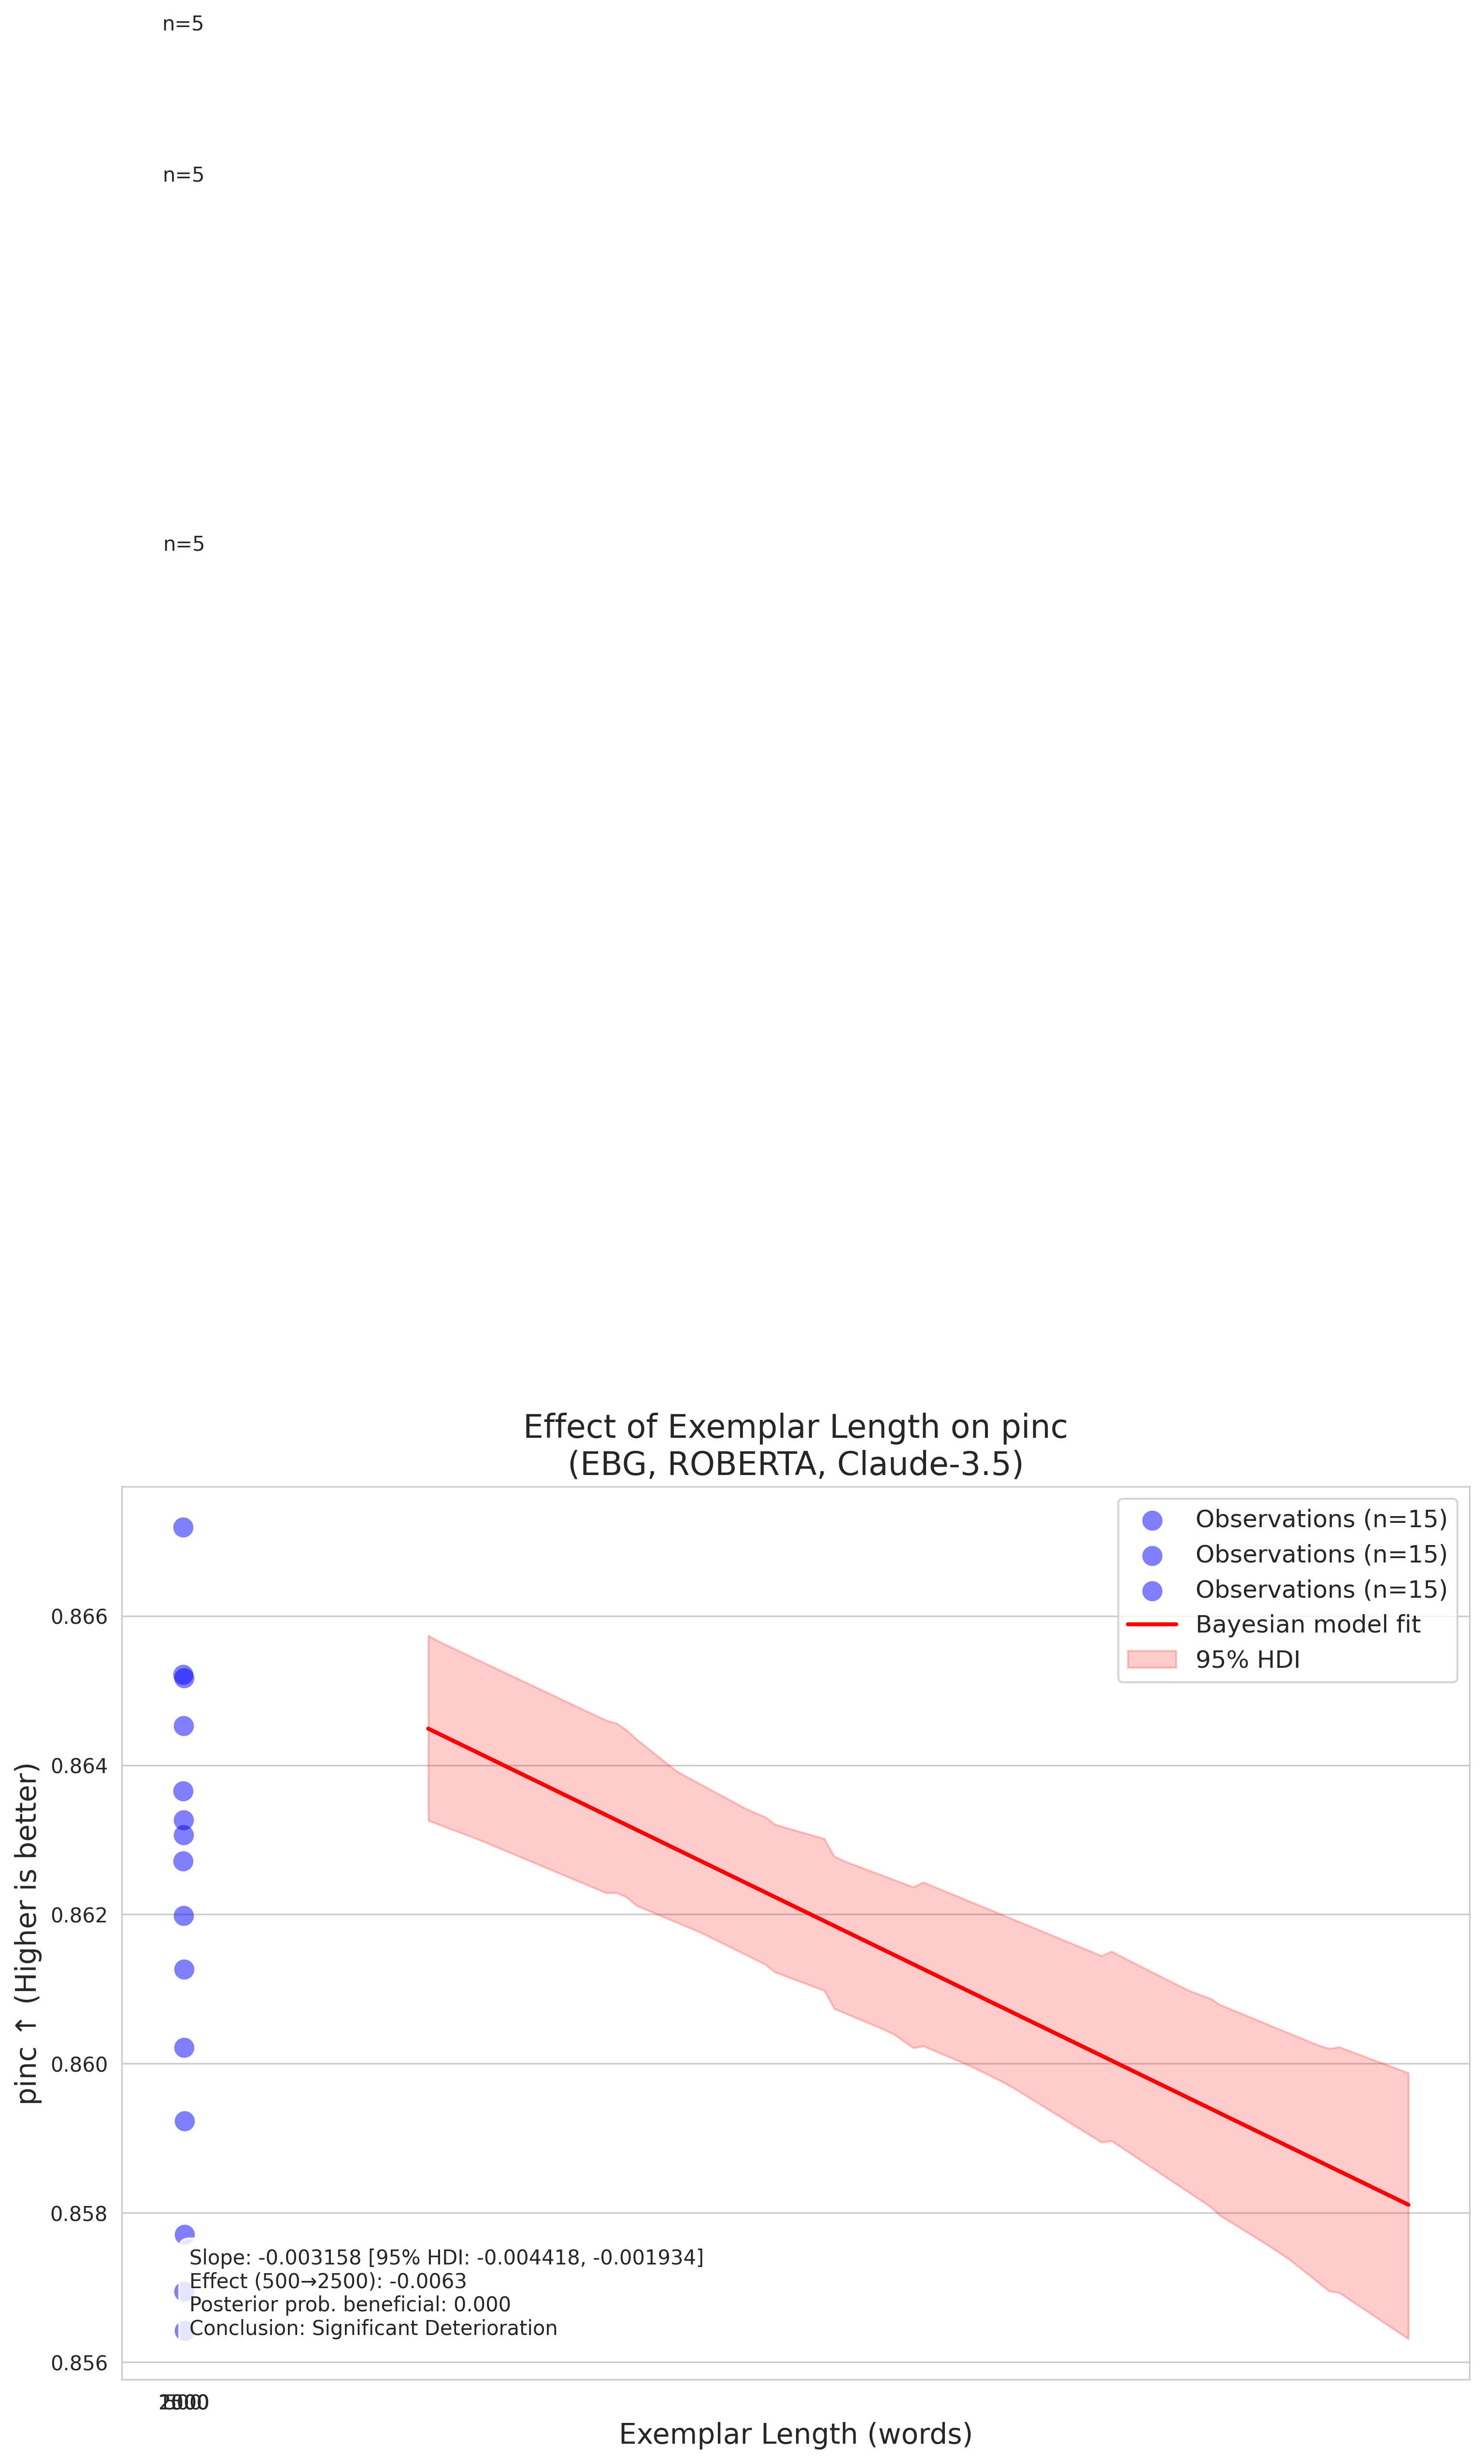 n=5
n=5
n=5
Effect of Exemplar Length on pinc
(EBG, ROBERTA, Claude-3.5)
Observations (n=15)
Observations (n=15)
Observations (n=15)
Bayesian model fit
95% HDI
pinc ↑ (Higher is better)
0.866
0.864
0.862
0.860
0.858
0.856
Slope: -0.003158 [95% HDI: -0.004418, -0.001934]
Effect (500→2500): -0.0063
Posterior prob. beneficial: 0.000
Conclusion: Significant Deterioration
Exemplar Length (words)